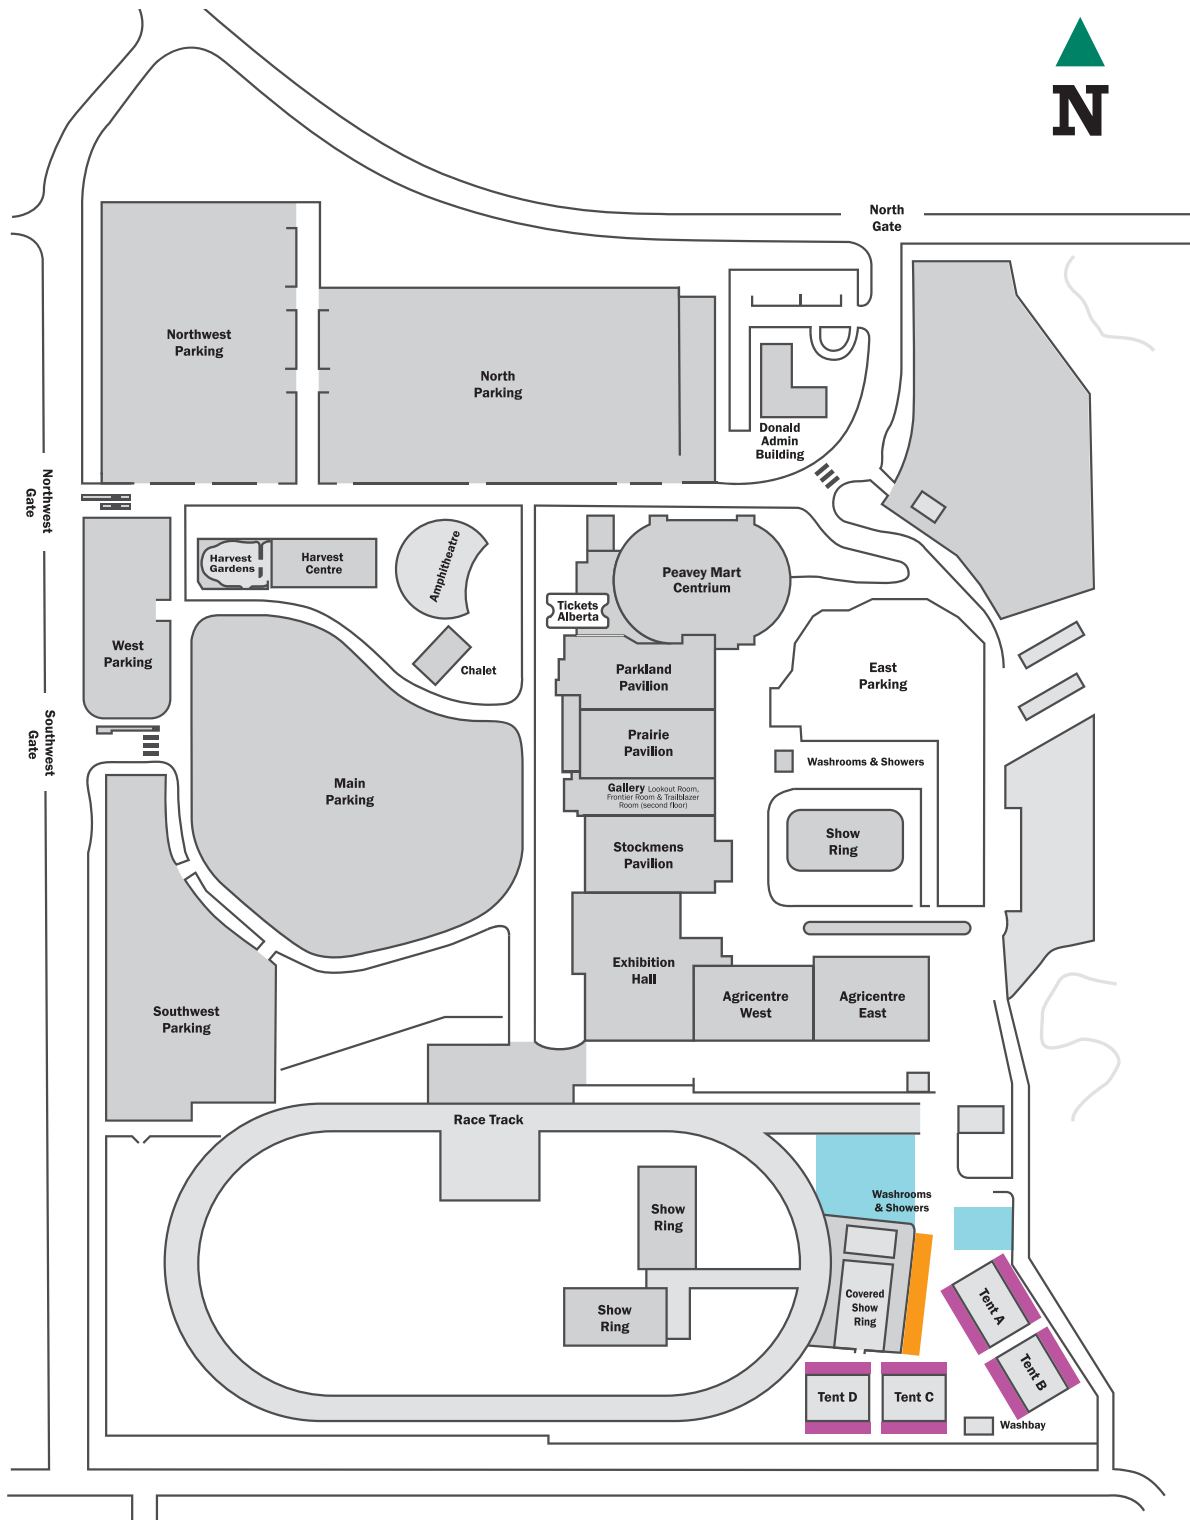 N
North
Gate
Northwest
Parking
North
Parking
Donald
Admin
Building
Northwest
Gate
Harvest
Gardens
Harvest
Centre
Amphitheatre
Peavey Mart
Centrium
Tickets
Alberta
West
Parking
Chalet
Parkland
Pavilion
East
Parking
Southwest
Gate
Prairie
Pavilion
Washrooms & Showers
Main
Parking
Gallery Lookout Room,
Frontier Room & Trailblazer
Room (second floor)
Show
Ring
Stockmens
Pavilion
Exhibition
Hall
Agricentre
West
Agricentre
East
Southwest
Parking
Race Track
Washrooms
& Showers
Show
Ring
Show
Ring
Covered
Show
Ring
Tent A
Tent B
Tent D
Tent C
Washbay